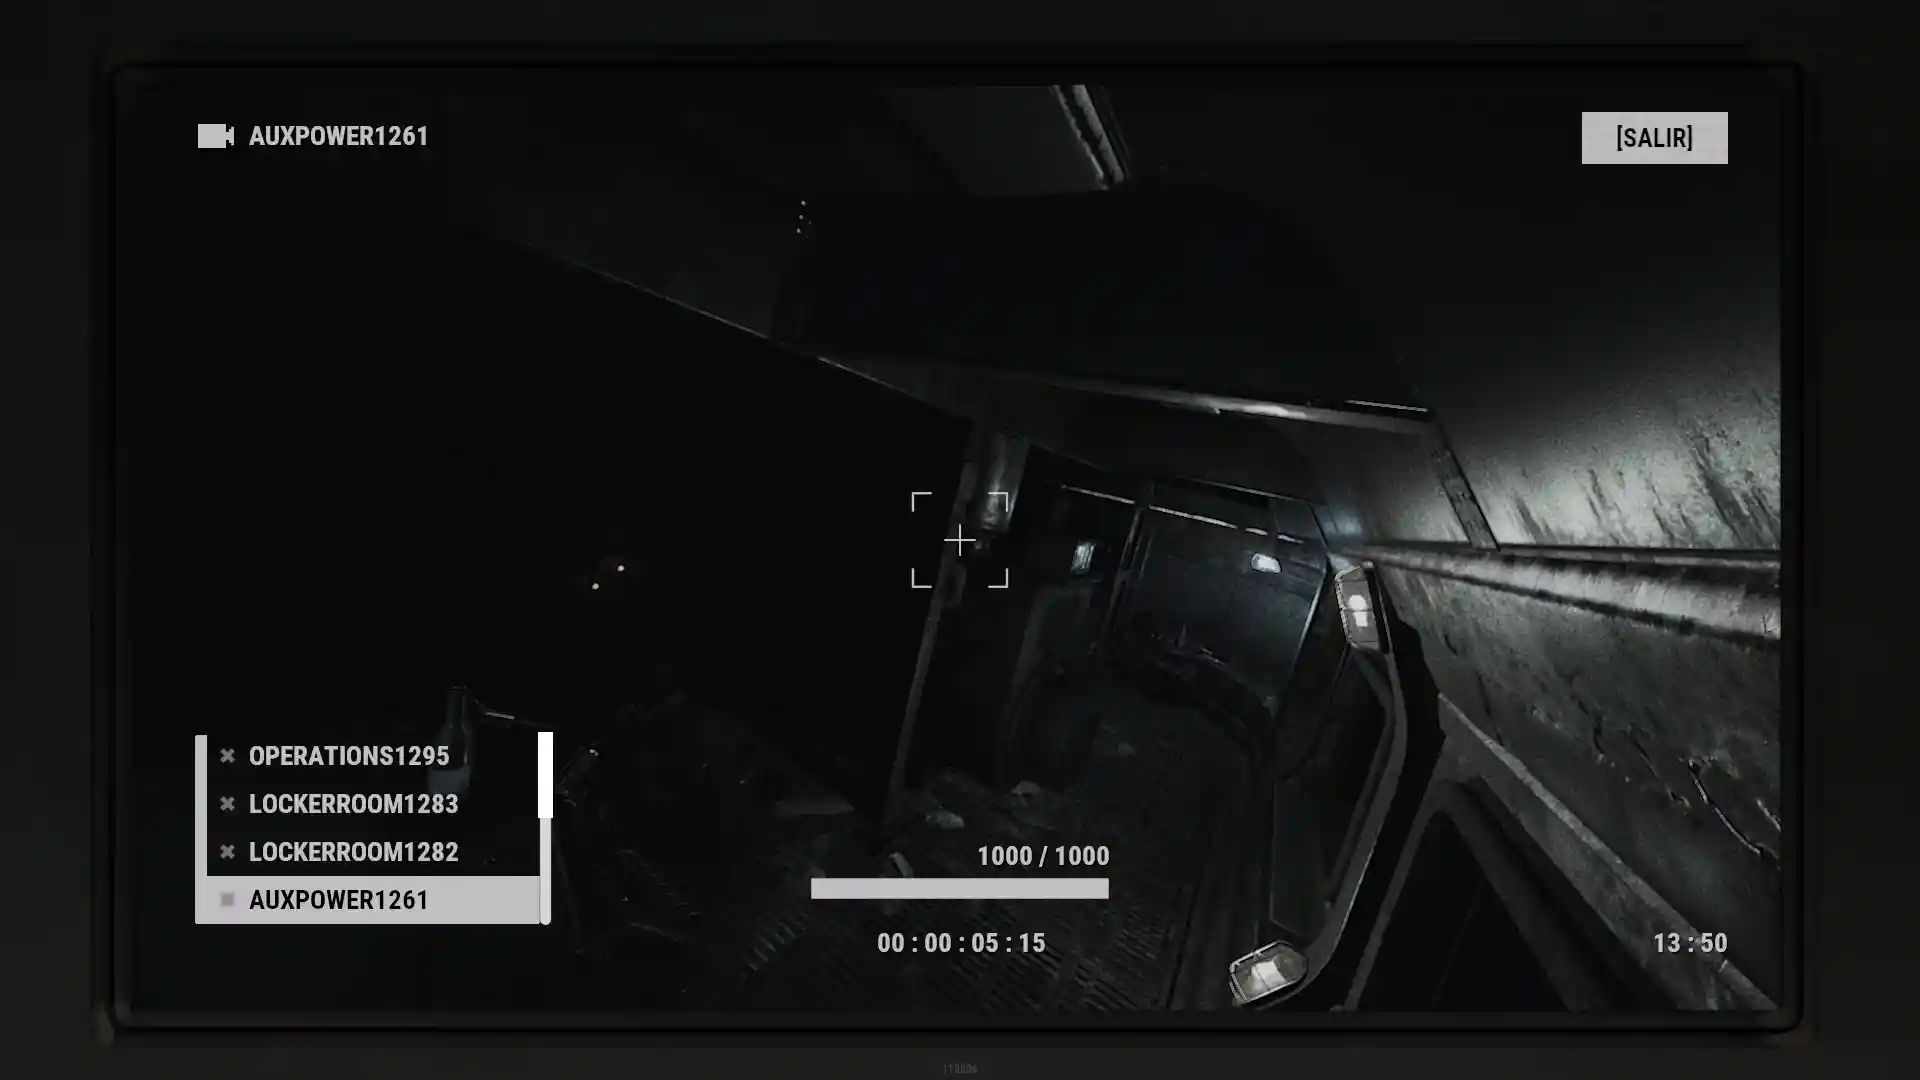 AUXPOWER1261
[SALIR]
OPERATIONS1295
LOCKERROOM1283
LOCKERROOM1282
AUXPOWER1261
1000 / 1000
00 : 00 : 05 : 15
13 : 50